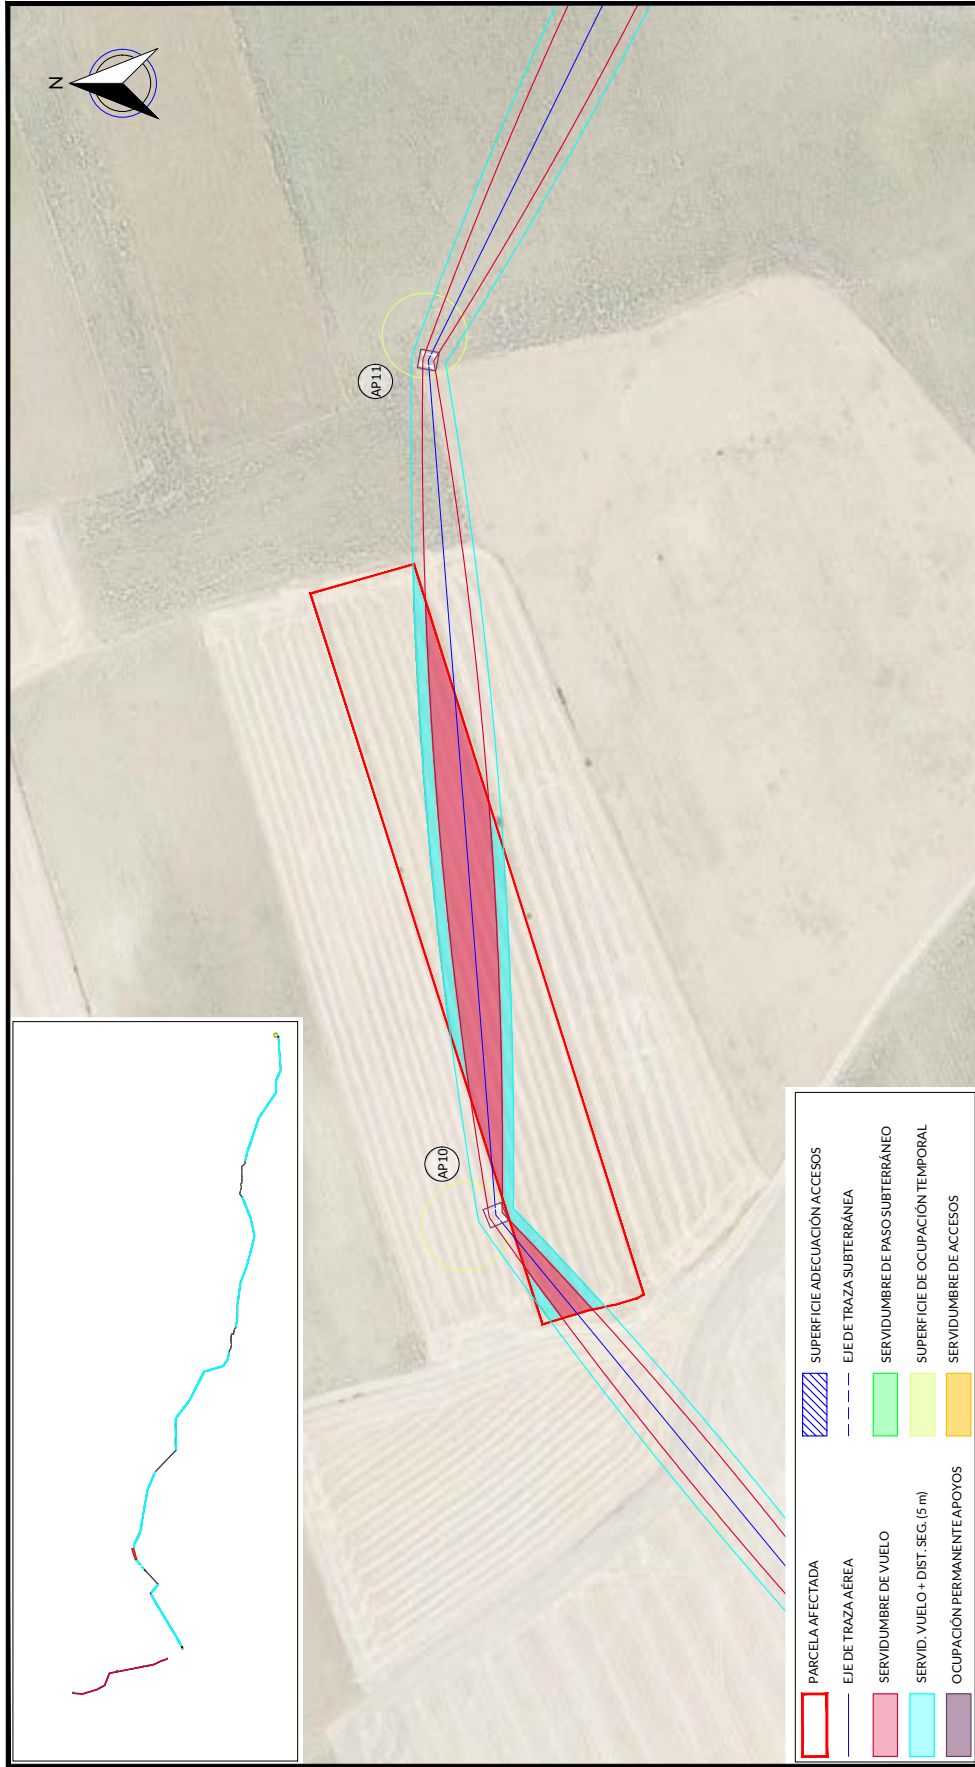 N
AP11
AP10
PARCELA AFECTADA
EJE DE TRAZA AÉREA
SERVIDUMBRE DE VUELO
SERVID. VUELO + DIST. SEG. (5 m)
OCUPACIÓN PERMANENTE APOYOS
SUPERFICIE ADECUACIÓN ACCESOS
EJE DE TRAZA SUBTERRÁNEA
SERVIDUMBRE DE PASO SUBTERRÁNEO
SUPERFICIE DE OCUPACIÓN TEMPORAL
SERVIDUMBRE DE ACCESOS